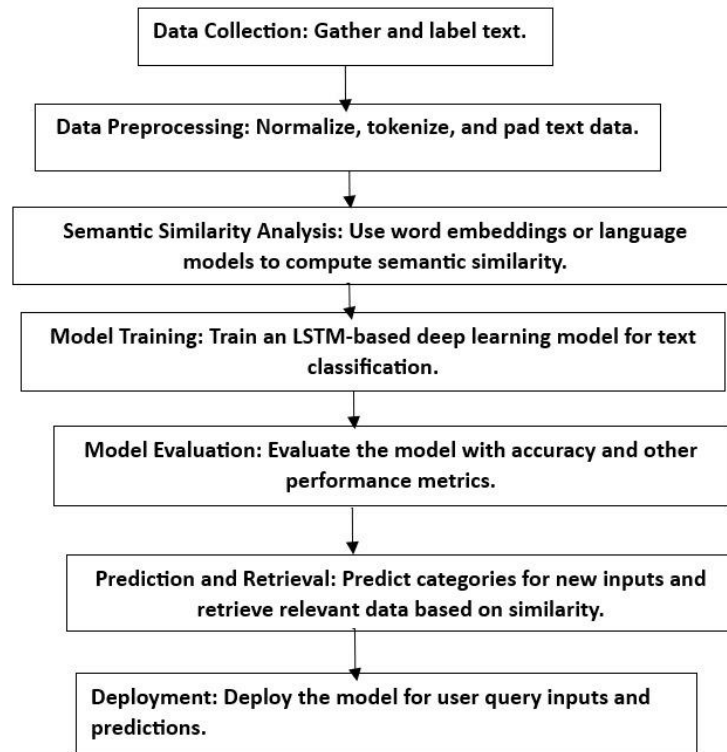 Data Collection: Gather and label text.
Data Preprocessing: Normalize, tokenize, and pad text data.
Semantic Similarity Analysis: Use word embeddings or language
models to compute semantic similarity.
Model Training: Train an LSTM-based deep learning model for text
classification.
Model Evaluation: Evaluate the model with accuracy and other
performance metrics.
Prediction and Retrieval: Predict categories for new inputs and
retrieve relevant data based on similarity.
Deployment: Deploy the model for user query inputs and
predictions.